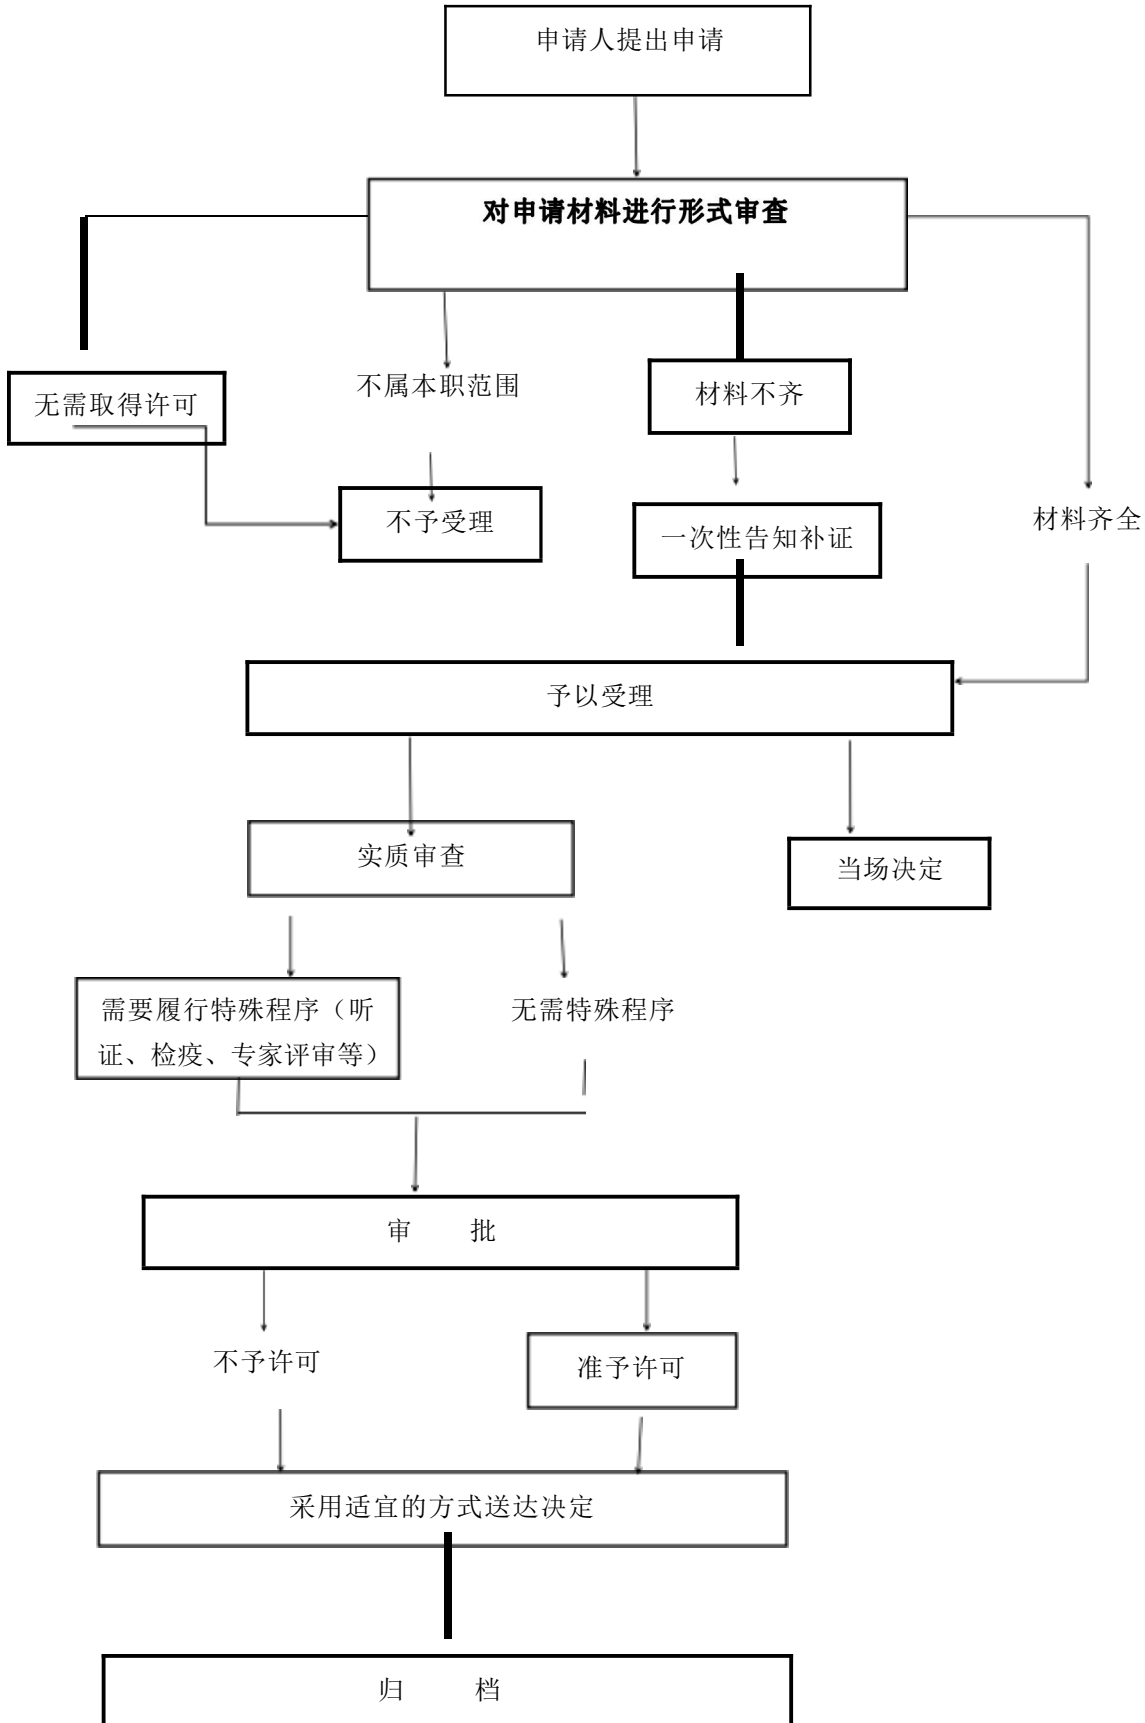 申请人提出申请
对申请材料进行形式审查
无需取得许可
不属本职范围
材料不齐
不予受理
一次性告知补证
材料齐全
予以受理
实质审查
当场决定
需要履行特殊程序（听
证、检疫、专家评审等）
无需特殊程序
审 批
不予许可
准予许可
采用适宜的方式送达决定
归 档